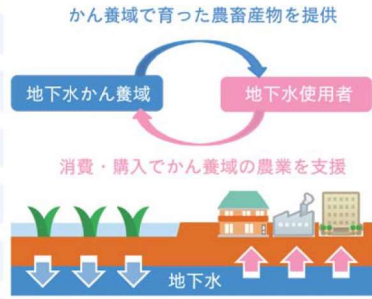 かん養域で育った農畜産物を提供
地下水かん養域
地下水使用者
消費・購入でかん養域の農業を支援
地下水